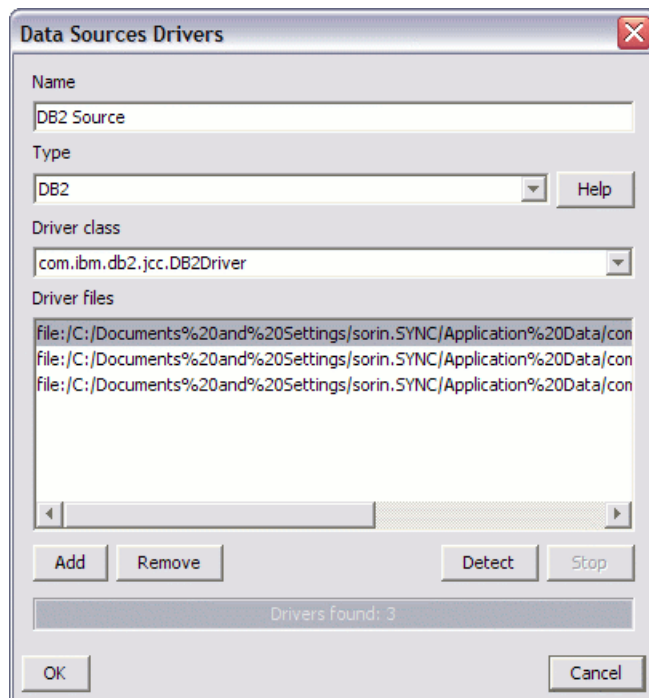 Data Sources Drivers
Name
DB2 Source
Type
DB2
Help
Driver class
com.ibm.db2.jcc.DB2Driver
Driver files
file:/C:/Documents%20and%20Settings/sorin.SYNC/Application%20Data/con
file:/C:/Documents%20and%20Settings/sorin.SYNC/Application%20Data/con
file:/C:/Documents%20and%20Settings/sorin.SYNC/Application%20Data/con
Add Remove Detect Stop
Drivers found: 3
OK Cancel